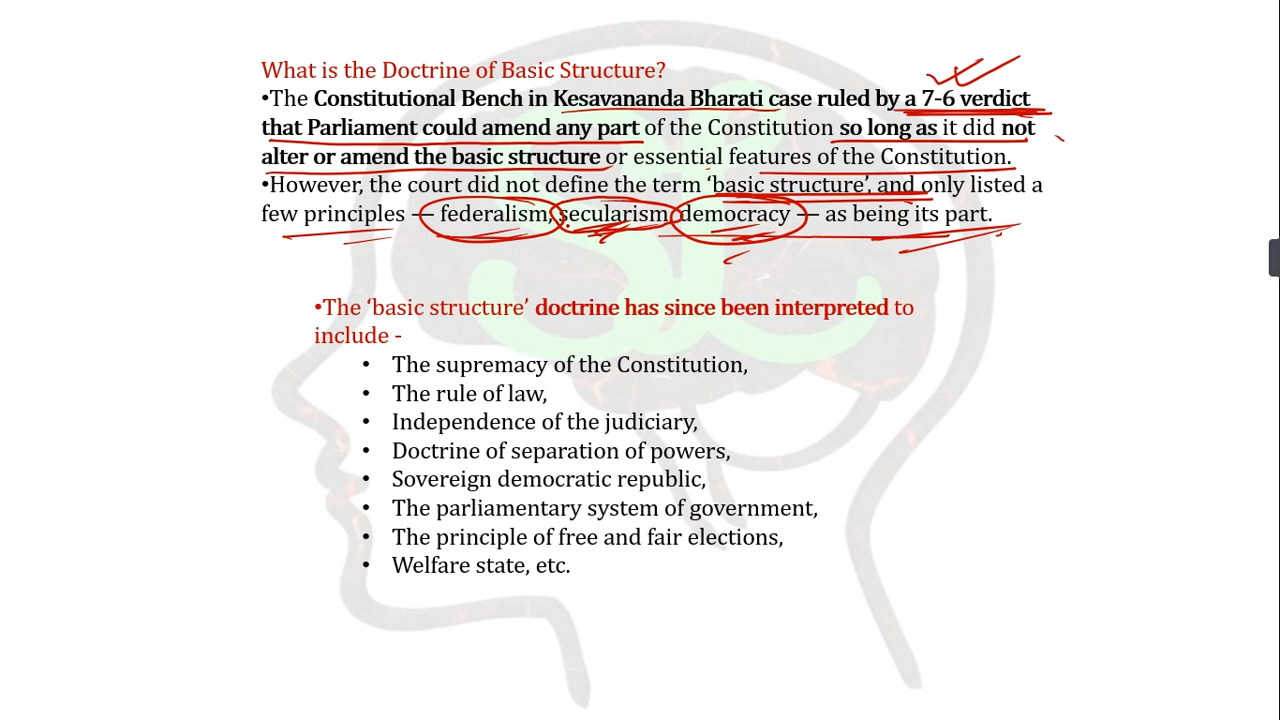 What is the Doctrine of Basic Structure?
•The Constitutional Bench in Kesavananda Bharati case ruled by a 7-6 verdict
that Parliament could amend any part of the Constitution so long as it did not
alter or amend the basic structure or essential features of the Constitution.
•However, the court did not define the term ‘basic structure’, and only listed a
few principles — federalism, secularism, democracy — as being its part.
•The ‘basic structure’ doctrine has since been interpreted to
include -
• The supremacy of the Constitution,
• The rule of law,
• Independence of the judiciary,
• Doctrine of separation of powers,
• Sovereign democratic republic,
• The parliamentary system of government,
• The principle of free and fair elections,
• Welfare state, etc.